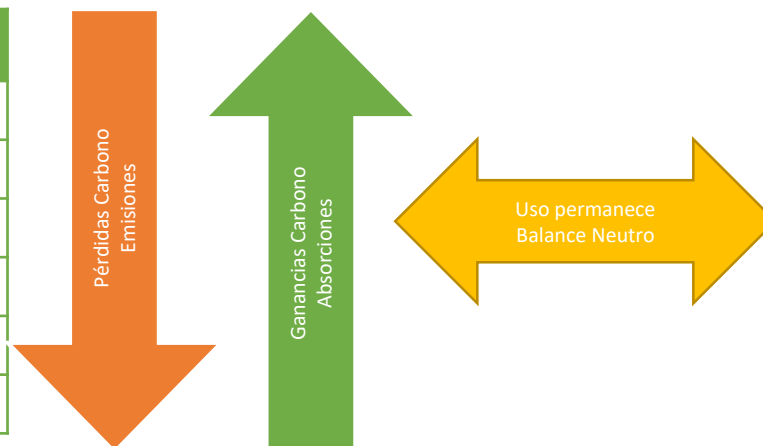 Pérdidas Carbono
Emisiones
Ganancias Carbono
Absorciones
Uso permanece
Balance Neutro